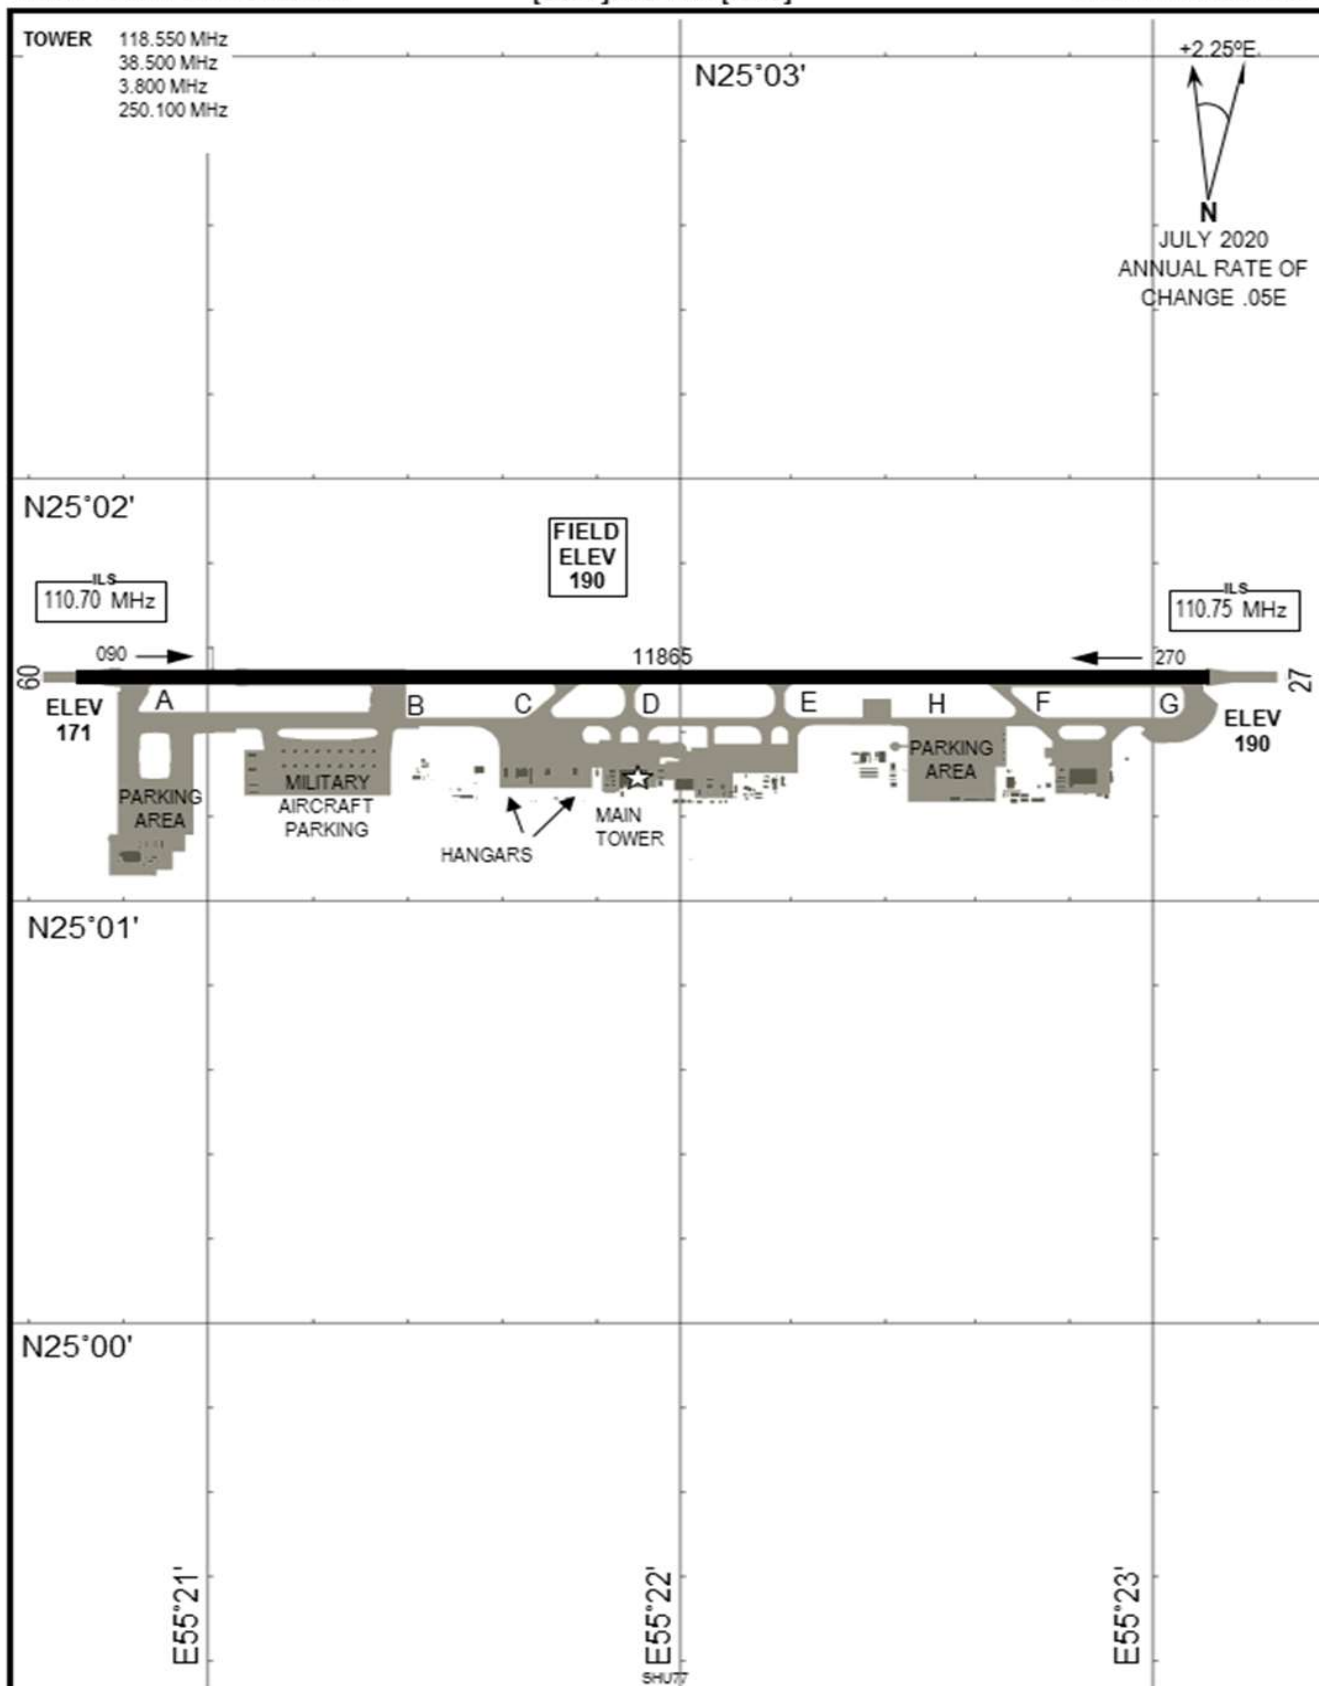 TOWER 118.550 MHz
38.500 MHz
3.800 MHz
250.100 MHz
N25°03'
+2.25ºE
N
JULY 2020
ANNUAL RATE OF
CHANGE .05E
N25°02'
FIELD
ELEV
190
ILS
110.70 MHz
ILS
110.75 MHz
090
11865
270
09
27
ELEV
171
A
B
C
D
E
H
F
G
ELEV
190
PARKING
AREA
MILITARY
AIRCRAFT
PARKING
HANGARS
MAIN
TOWER
PARKING
AREA
N25°01'
N25°00'
E55°21'
E55°22'
E55°23'